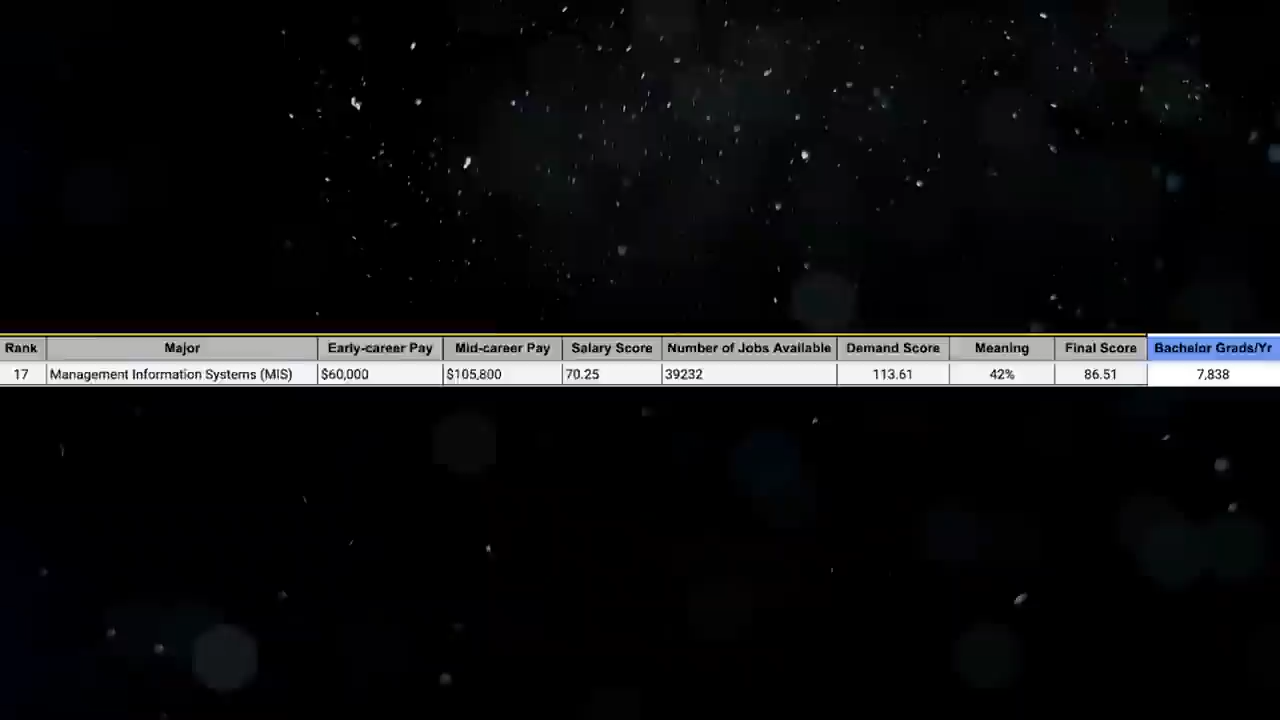 Rank Major Early-career Pay Mid-career Pay Salary Score Number of Jobs Available Demand Score Meaning Final Score Bachelor Grads/Yr
17 Management Information Systems (MIS) $60,000 $105,800 70.25 39232 113.61 42% 86.51 7,838